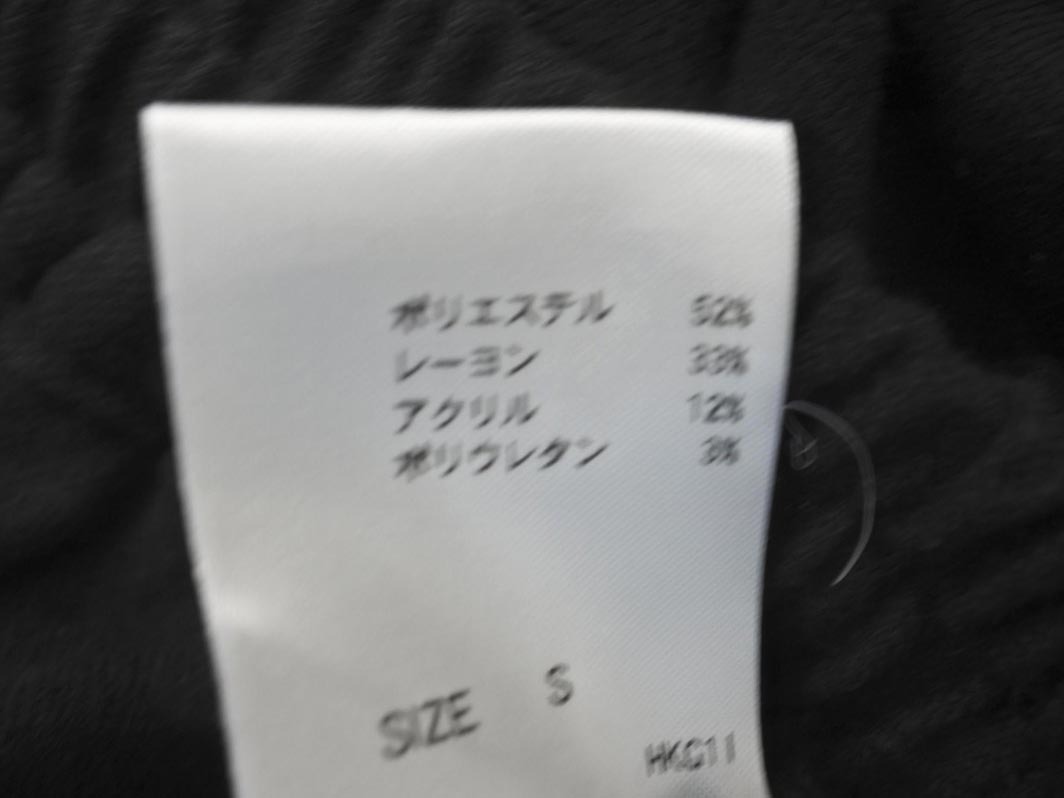 ポリエステル 52%
レーヨン 33%
アクリル 12%
ポリウレタン 3%
SIZE S